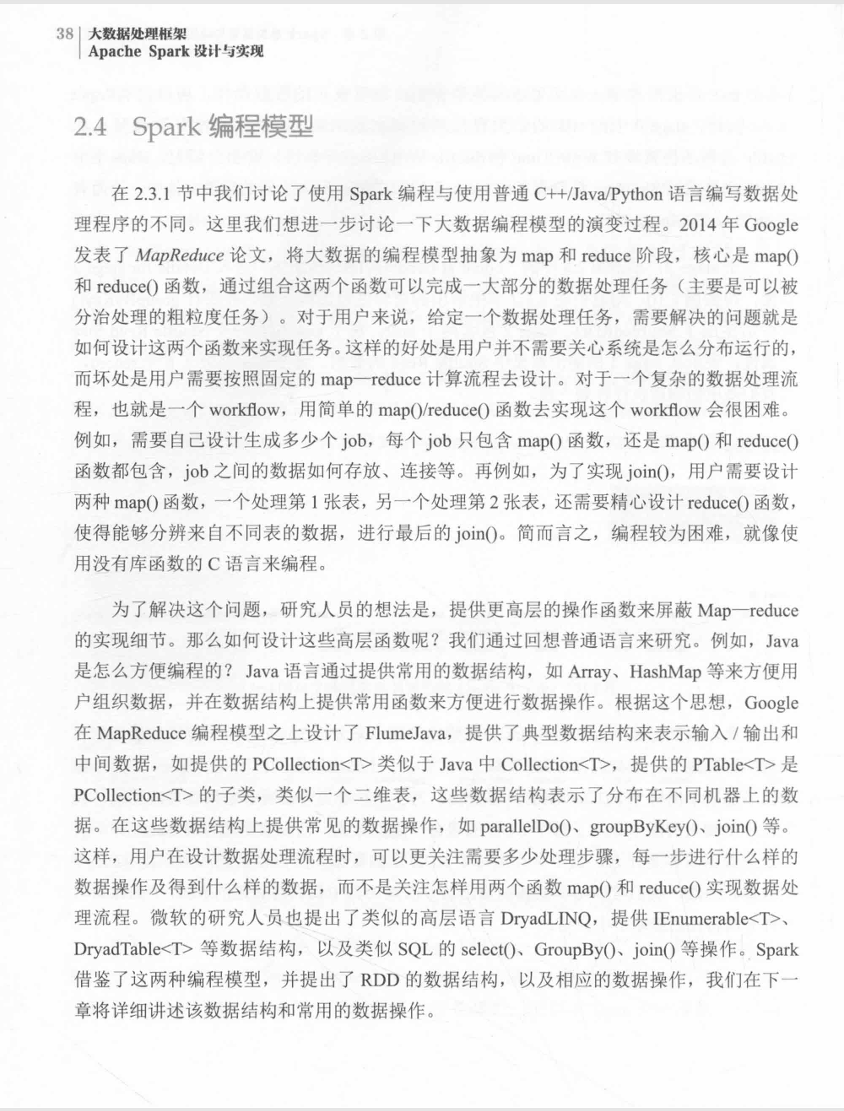 38 大数据处理框架
Apache Spark 设计与实现
2.4 Spark 编程模型
在 2.3.1 节中我们讨论了使用 Spark 编程与使用普通 C++/Java/Python 语言编写数据处
理程序的不同。这里我们想进一步讨论一下大数据编程模型的演变过程。2014 年 Google
发表了 MapReduce 论文，将大数据的编程模型抽象为 map 和 reduce 阶段，核心是 map()
和 reduce() 函数，通过组合这两个函数可以完成一大部分的数据处理任务（主要是可以被
分治处理的粗粒度任务）。对于用户来说，给定一个数据处理任务，需要解决的问题就是
如何设计这两个函数来实现任务。这样的好处是用户并不需要关心系统是怎么分布运行的，
而坏处是用户需要按照固定的 map—reduce 计算流程去设计。对于一个复杂的数据处理流
程，也就是一个 workflow，用简单的 map()/reduce() 函数去实现这个 workflow 会很困难。
例如，需要自己设计生成多少个 job，每个 job 只包含 map() 函数，还是 map() 和 reduce()
函数都包含，job 之间的数据如何存放、连接等。再例如，为了实现 join()，用户需要设计
两种 map() 函数，一个处理第 1 张表，另一个处理第 2 张表，还需要精心设计 reduce() 函数，
使得能够分辨来自不同表的数据，进行最后的 join()。简而言之，编程较为困难，就像使
用没有库函数的 C 语言来编程。
为了解决这个问题，研究人员的想法是，提供更高层的操作函数来屏蔽 Map—reduce
的实现细节。那么如何设计这些高层函数呢？我们通过回想普通语言来研究。例如，Java
是怎么方便编程的？ Java 语言通过提供常用的数据结构，如 Array、HashMap 等来方便用
户组织数据，并在数据结构上提供常用函数来方便进行数据操作。根据这个思想，Google
在 MapReduce 编程模型之上设计了 FlumeJava，提供了典型数据结构来表示输入 / 输出和
中间数据，如提供的 PCollection<T> 类似于 Java 中 Collection<T>，提供的 PTable<T> 是
PCollection<T> 的子类，类似一个二维表，这些数据结构表示了分布在不同机器上的数
据。在这些数据结构上提供常见的数据操作，如 parallelDo()、groupByKey()、join() 等。
这样，用户在设计数据处理流程时，可以更关注需要多少处理步骤，每一步进行什么样的
数据操作及得到什么样的数据，而不是关注怎样用两个函数 map() 和 reduce() 实现数据处
理流程。微软的研究人员也提出了类似的高层语言 DryadLINQ，提供 IEnumerable<T>、
DryadTable<T> 等数据结构，以及类似 SQL 的 select()、GroupBy()、join() 等操作。Spark
借鉴了这两种编程模型，并提出了 RDD 的数据结构，以及相应的数据操作，我们在下一
章将详细讲述该数据结构和常用的数据操作。